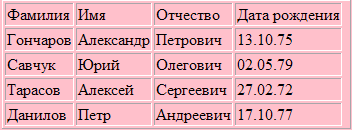 Фамилия Имя Отчество Дата рождения
Гончаров Александр Петрович 13.10.75
Савчук Юрий Олегович 02.05.79
Тарасов Алексей Сергеевич 27.02.72
Данилов Петр Андреевич 17.10.77